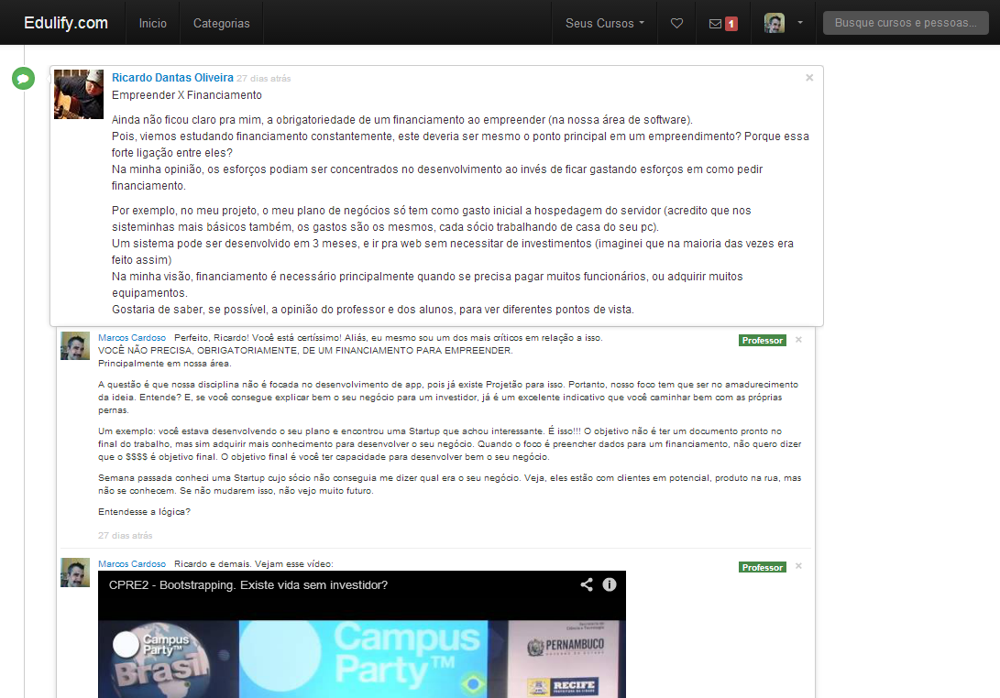 Edulify.com
Inicio
Categorias
Seus Cursos
1
Busque cursos e pessoas...
Ricardo Dantas Oliveira 27 dias atrás
Empreender X Financiamento
Ainda não ficou claro pra mim, a obrigatoriedade de um financiamento ao empreender (na nossa área de software).
Pois, viemos estudando financiamento constantemente, este deveria ser mesmo o ponto principal em um empreendimento? Porque essa
forte ligação entre eles?
Na minha opinião, os esforços podiam ser concentrados no desenvolvimento ao invés de ficar gastando esforços em como pedir
financiamento.
Por exemplo, no meu projeto, o meu plano de negócios só tem como gasto inicial a hospedagem do servidor (acredito que nos
sisteminhas mais básicos também, os gastos são os mesmos, cada sócio trabalhando de casa do seu pc).
Um sistema pode ser desenvolvido em 3 meses, e ir pra web sem necessitar de investimentos (imaginei que na maioria das vezes era
feito assim)
Na minha visão, financiamento é necessário principalmente quando se precisa pagar muitos funcionários, ou adquirir muitos
equipamentos.
Gostaria de saber, se possível, a opinião do professor e dos alunos, para ver diferentes pontos de vista.
Marcos Cardoso Perfeito, Ricardo! Você está certíssimo! Aliás, eu mesmo sou um dos mais críticos em relação a isso.
Professor
VOCÊ NÃO PRECISA, OBRIGATORIAMENTE, DE UM FINANCIAMENTO PARA EMPREENDER.
Principalmente em nossa área.
A questão é que nossa disciplina não é focada no desenvolvimento de app, pois já existe Projetão para isso. Portanto, nosso foco tem que ser no amadurecimento
da ideia. Entende? E, se você consegue explicar bem o seu negócio para um investidor, já é um excelente indicativo que você caminhar bem com as próprias
pernas.
Um exemplo: você estava desenvolvendo o seu plano e encontrou uma Startup que achou interessante. É isso!!! O objetivo não é ter um documento pronto no
final do trabalho, mas sim adquirir mais conhecimento para desenvolver o seu negócio. Quando o foco é preencher dados para um financiamento, não quero dizer
que o $$$$ é objetivo final. O objetivo final é você ter capacidade para desenvolver bem o seu negócio.
Semana passada conheci uma Startup cujo sócio não conseguia me dizer qual era o seu negócio. Veja, eles estão com clientes em potencial, produto na rua, mas
não se conhecem. Se não mudarem isso, não vejo muito futuro.
Entendesse a lógica?
27 dias atrás
Marcos Cardoso Ricardo e demais. Vejam esse vídeo:
Professor
CPRE2 - Bootstrapping. Existe vida sem investidor?
Campus
Party™
Brasil
Campus
Party™
PERNAMBUCO
RECIFE